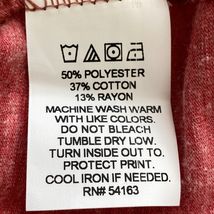 50% POLYESTER
37% COTTON
13% RAYON
MACHINE WASH WARM
WITH LIKE COLORS.
DO NOT BLEACH
TUMBLE DRY LOW.
TURN INSIDE OUT TO
PROTECT PRINT.
COOL IRON IF NEEDED.
RN# 54163